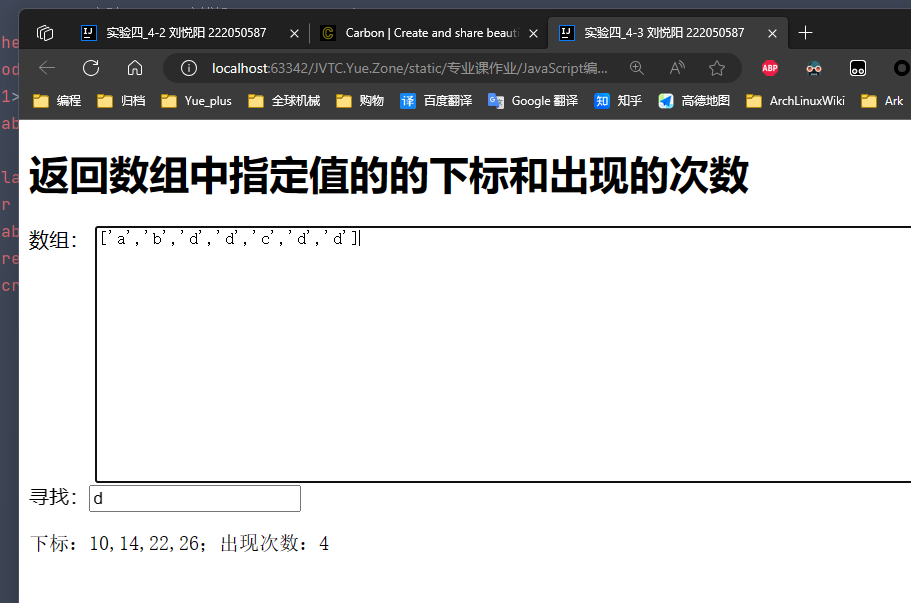 实验四_4-2 刘悦阳 222050587
Carbon | Create and share beauti
实验四_4-3 刘悦阳 222050587
localhost:63342/JVTC.Yue.Zone/static/专业课作业/JavaScript编...
ABP
编程
归档
Yue_plus
全球机械
购物
译 百度翻译
Google 翻译
知 知乎
高德地图
ArchLinuxWiki
Ark
返回数组中指定值的的下标和出现的次数
数组：
['a','b','d','d','c','d','d']
寻找：
d
下标：10,14,22,26；出现次数：4